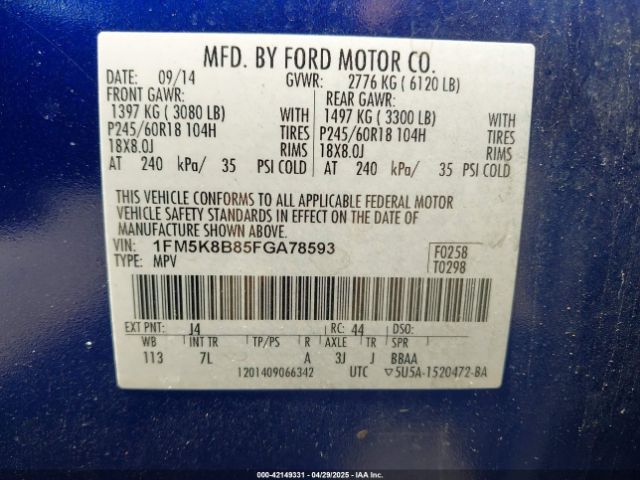 MFD. BY FORD MOTOR CO.
DATE: 09/14 GVWR: 2776 KG ( 6120 LB)
FRONT GAWR: REAR GAWR:
1397 KG ( 3080 LB) WITH 1497 KG ( 3300 LB) WITH
P245/60R18 104H TIRES P245/60R18 104H TIRES
18X8.0J RIMS 18X8.0J RIMS
AT 240 kPa/ 35 PSI COLD AT 240 kPa/ 35 PSI COLD
THIS VEHICLE CONFORMS TO ALL APPLICABLE FEDERAL MOTOR
VEHICLE SAFETY STANDARDS IN EFFECT ON THE DATE OF
MANUFACTURE SHOWN ABOVE.
VIN: 1FM5K8B85FGA78593 F0258
TYPE: MPV T0298
EXT PNT: J4 RC: 44 DSO:
WB INT TR TP/PS R AXLE TR SPR
113 7L A 3J J BBAA
1201409066342 UTC ▽5U5A-1520472-BA
000-42149331 - 04/29/2025 - IAA Inc.